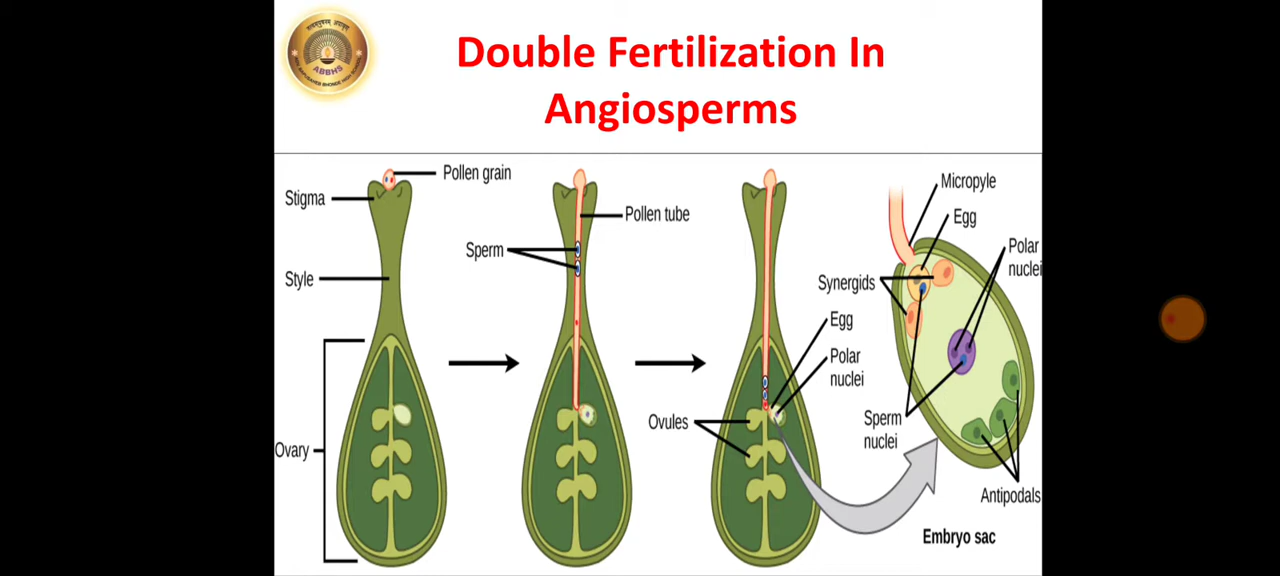 ABBHS
Double Fertilization In
Angiosperms
Pollen grain
Stigma
Style
Ovary
Pollen tube
Sperm
Egg
Polar
nuclei
Ovules
Micropyle
Egg
Polar
nuclei
Synergids
Sperm
nuclei
Antipodals
Embryo sac